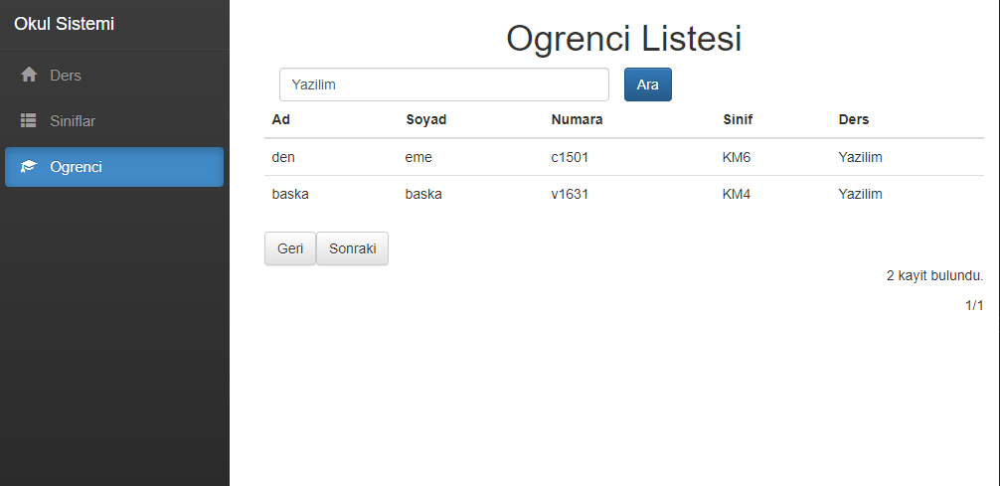 Okul Sistemi
Ders
Siniflar
Ogrenci
Ogrenci Listesi
Yazilim Ara
Ad Soyad Numara Sinif Ders
den eme c1501 KM6 Yazilim
baska baska v1631 KM4 Yazilim
Geri Sonraki
2 kayit bulundu.
1/1